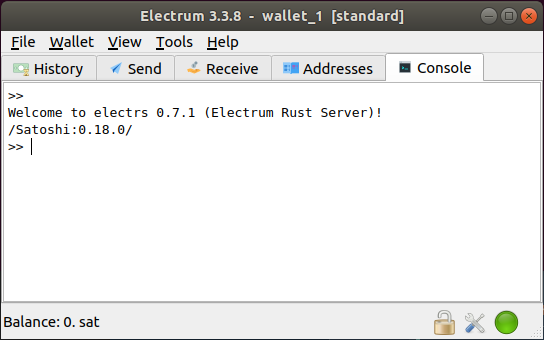 Electrum 3.3.8 - wallet_1 [standard]
File Wallet View Tools Help
History Send Receive Addresses Console
>>
Welcome to electrs 0.7.1 (Electrum Rust Server)!
/Satoshi:0.18.0/
>>
Balance: 0. sat